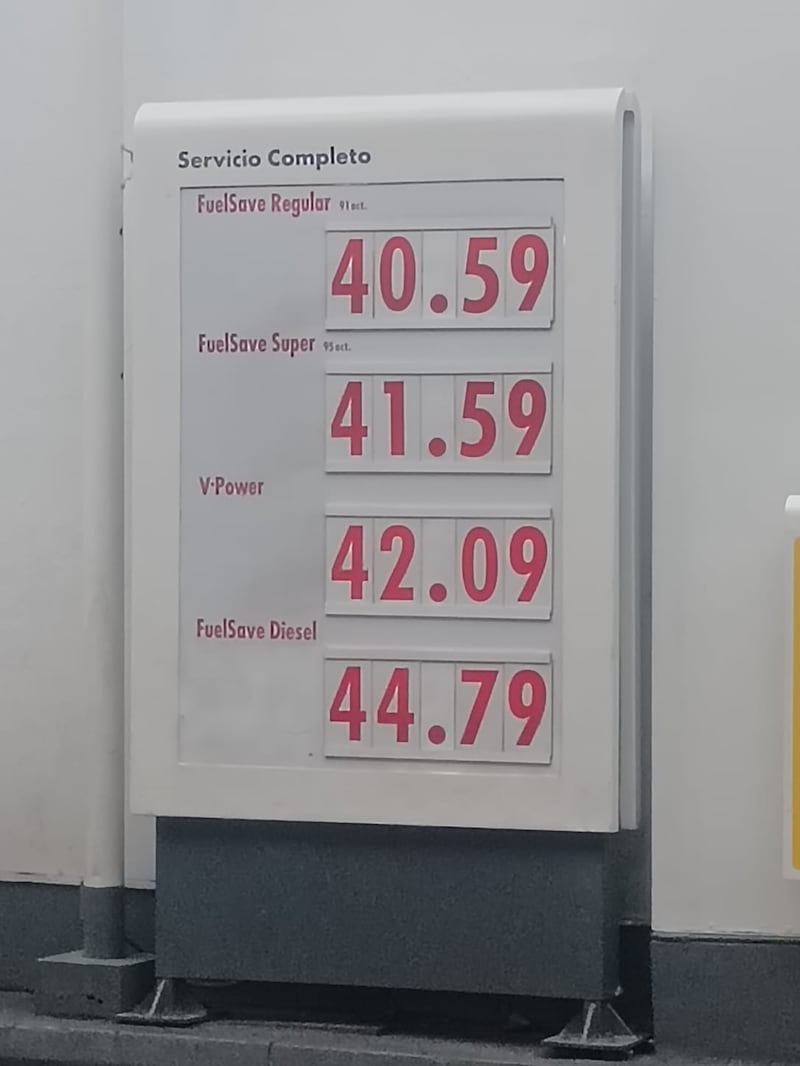 Servicio Completo
FuelSave Regular 91 oct.
40.59
FuelSave Super 95 oct.
41.59
V-Power
42.09
FuelSave Diesel
44.79